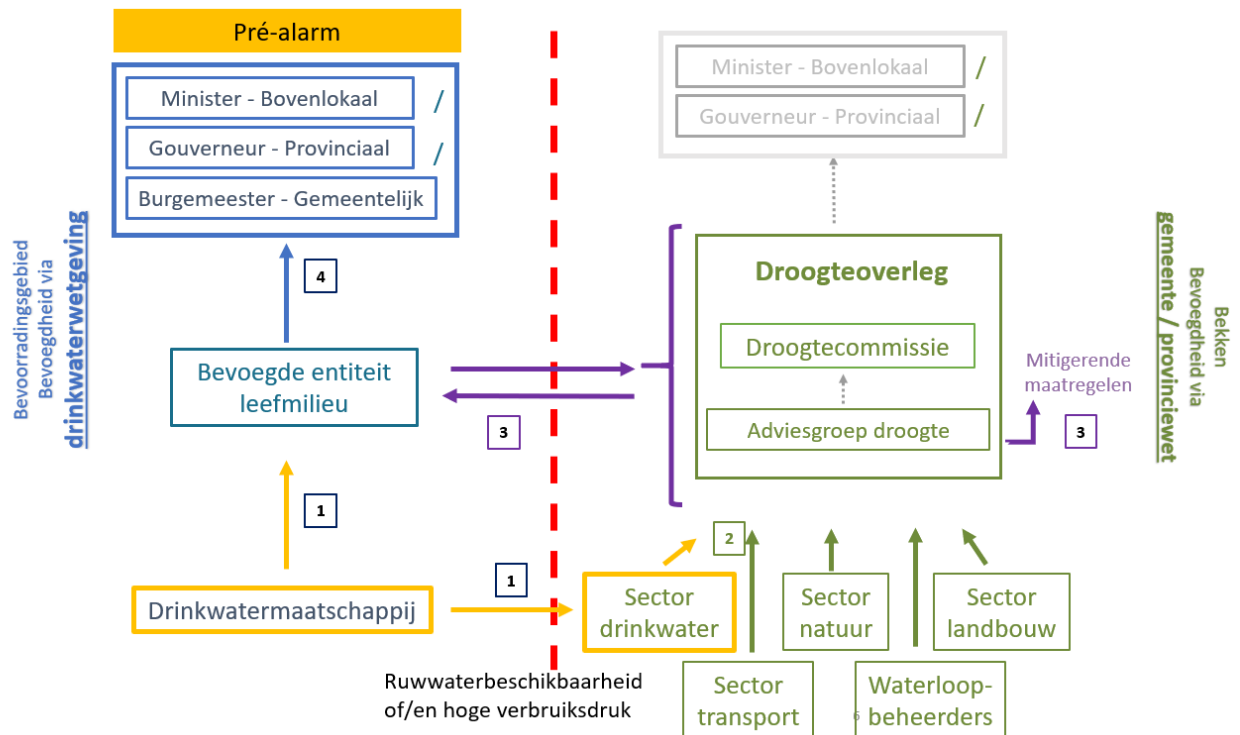 Pré-alarm
Minister - Bovenlokaal /
Gouverneur - Provinciaal /
Burgemeester - Gemeentelijk
Minister - Bovenlokaal /
Gouverneur - Provinciaal /
Bevoorradingsgebied
Bevoegdheid via
drinkwaterwetgeving
4
Bevoegde entiteit
leefmilieu
3
1
Drinkwatermaatschappij
1
Droogteoverleg
Droogtecommissie
Adviesgroep droogte
Mitigerende
maatregelen
3
Bekken
Bevoegdheid via
gemeente / provinciewet
2
Sector
drinkwater
Sector
natuur
Sector
landbouw
Ruwwaterbeschikbaarheid
of/en hoge verbruiksdruk
Sector
transport
Waterloop-
beheerders
6